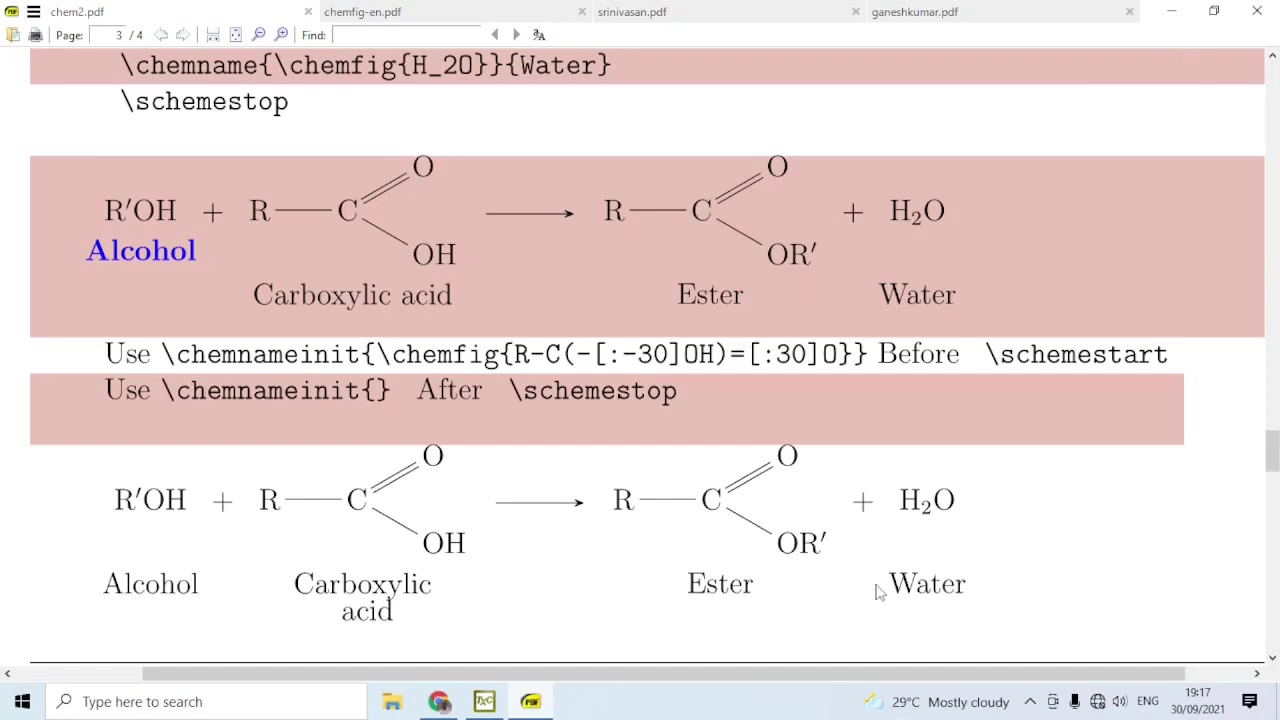 chem2.pdf × chemfig-en.pdf × srinivasan.pdf × ganeshkumar.pdf ×
Page: 3 / 4 Find:
\chemname{\chemfig{H_2O}}{Water}
\schemestop
O
R′OH + R C R C + H₂O
Alcohol OH OR′
Carboxylic acid Ester Water
Use \chemnameinit{\chemfig{R-C(-[:-30]OH)=[:30]O}} Before \schemestart
Use \chemnameinit{} After \schemestop
O O
R′OH + R C R C + H₂O
OH OR′
Alcohol Carboxylic Ester Water
acid
Type here to search 29°C Mostly cloudy ENG 19:17
30/09/2021